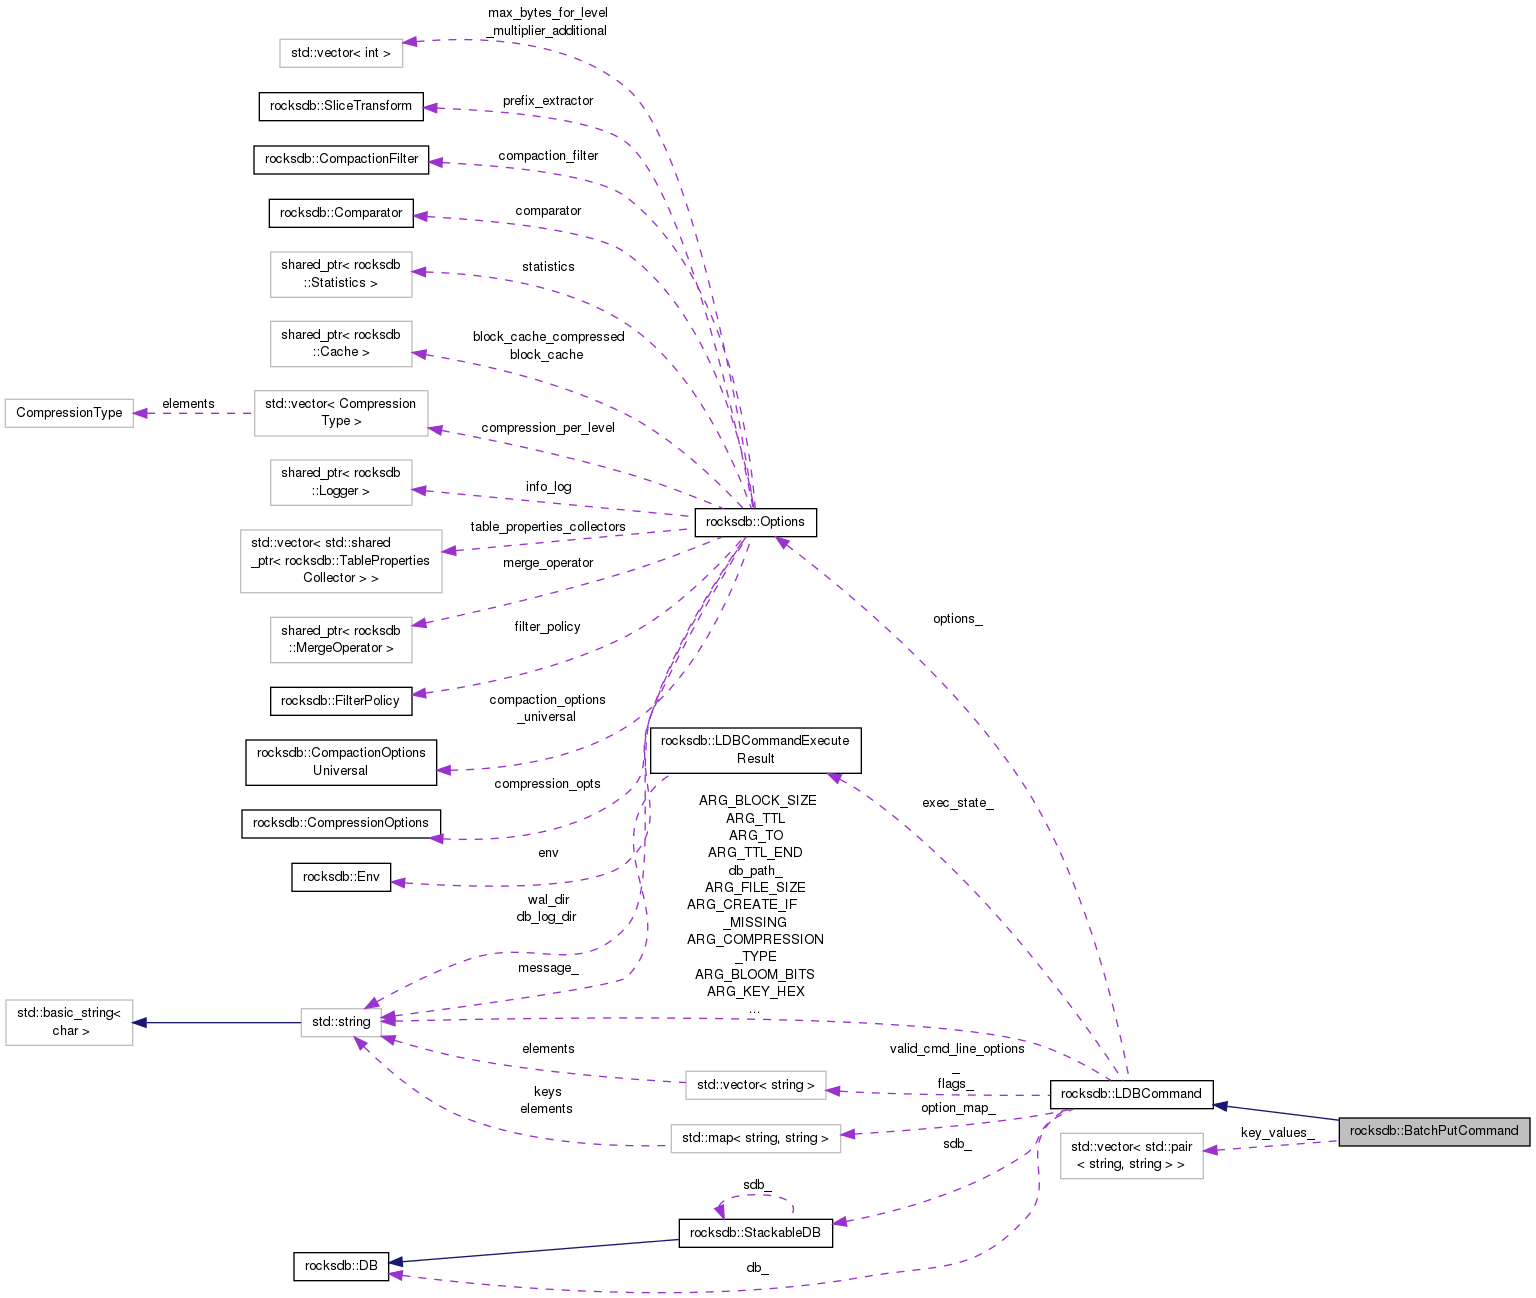 max_bytes_for_level
_multiplier_additional
std::vector< int >
prefix_extractor
rocksdb::SliceTransform
compaction_filter
rocksdb::CompactionFilter
comparator
rocksdb::Comparator
statistics
shared_ptr< rocksdb
::Statistics >
block_cache_compressed
block_cache
shared_ptr< rocksdb
::Cache >
CompressionType
elements
std::vector< Compression
Type >
compression_per_level
shared_ptr< rocksdb
::Logger >
info_log
rocksdb::Options
table_properties_collectors
std::vector< std::shared
_ptr< rocksdb::TableProperties
Collector > >
merge_operator
shared_ptr< rocksdb
::MergeOperator >
filter_policy
options_
rocksdb::FilterPolicy
compaction_options
_universal
rocksdb::CompactionOptions
Universal
rocksdb::LDBCommandExecute
Result
compression_opts
rocksdb::CompressionOptions
exec_state_
env
rocksdb::Env
ARG_BLOCK_SIZE
ARG_TTL
ARG_TO
ARG_TTL_END
db_path_
ARG_FILE_SIZE
ARG_CREATE_IF
_MISSING
ARG_COMPRESSION
_TYPE
ARG_BLOOM_BITS
ARG_KEY_HEX
...
wal_dir
db_log_dir
message_
std::basic_string<
char >
std::string
elements
std::vector< string >
valid_cmd_line_options
_
flags_
rocksdb::LDBCommand
keys
elements
std::map< string, string >
option_map_
sdb_
key_values_
rocksdb::BatchPutCommand
std::vector< std::pair
< string, string > >
sdb_
rocksdb::StackableDB
rocksdb::DB
db_